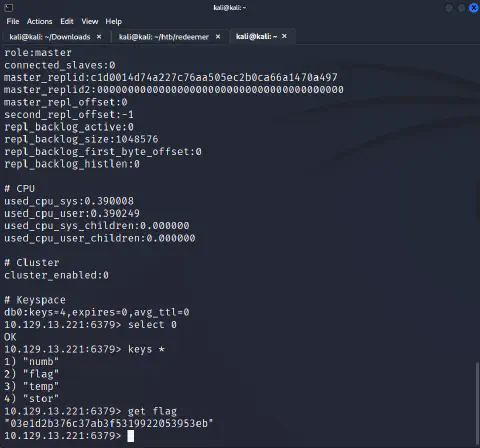 kali@kali: ~
File Actions Edit View Help
kali@kali: ~/Downloads × kali@kali: ~/htb/redeemer × kali@kali: ~ ×
role:master
connected_slaves:0
master_replid:c1d0014d74a227c76aa505ec2b0ca66a1470a497
master_replid2:0000000000000000000000000000000000000000
master_repl_offset:0
second_repl_offset:-1
repl_backlog_active:0
repl_backlog_size:1048576
repl_backlog_first_byte_offset:0
repl_backlog_histlen:0
# CPU
used_cpu_sys:0.390008
used_cpu_user:0.390249
used_cpu_sys_children:0.000000
used_cpu_user_children:0.000000
# Cluster
cluster_enabled:0
# Keyspace
db0:keys=4,expires=0,avg_ttl=0
10.129.13.221:6379> select 0
OK
10.129.13.221:6379> keys *
1) "numb"
2) "flag"
3) "temp"
4) "stor"
10.129.13.221:6379> get flag
"03e1d2b376c37ab3f5319922053953eb"
10.129.13.221:6379>